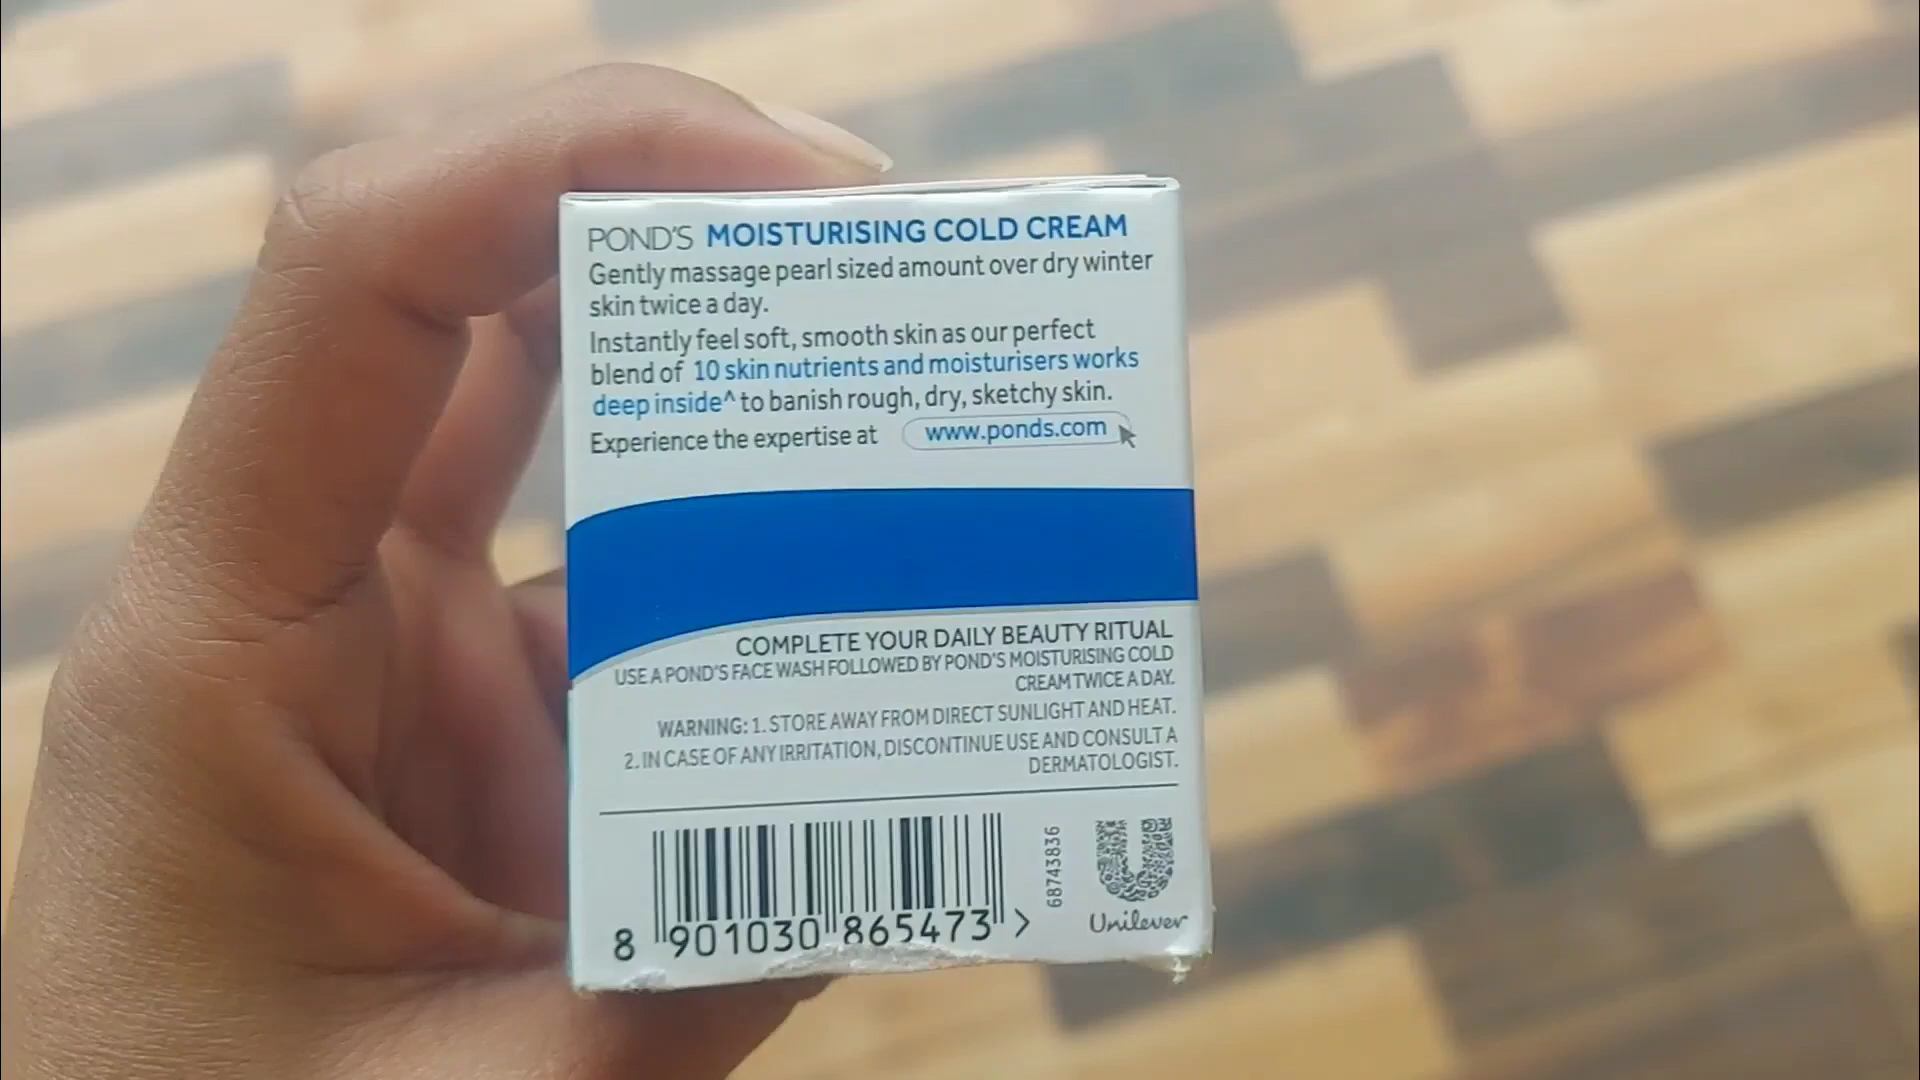 POND'S MOISTURISING COLD CREAM
Gently massage pearl sized amount over dry winter
skin twice a day.
Instantly feel soft, smooth skin as our perfect
blend of 10 skin nutrients and moisturisers works
deep inside^ to banish rough, dry, sketchy skin.
Experience the expertise at www.ponds.com
COMPLETE YOUR DAILY BEAUTY RITUAL
USE A POND'S FACE WASH FOLLOWED BY POND'S MOISTURISING COLD
CREAM TWICE A DAY.
WARNING: 1. STORE AWAY FROM DIRECT SUNLIGHT AND HEAT.
2. IN CASE OF ANY IRRITATION, DISCONTINUE USE AND CONSULT A
DERMATOLOGIST.
8 901030 865473 >
68743836
Unilever